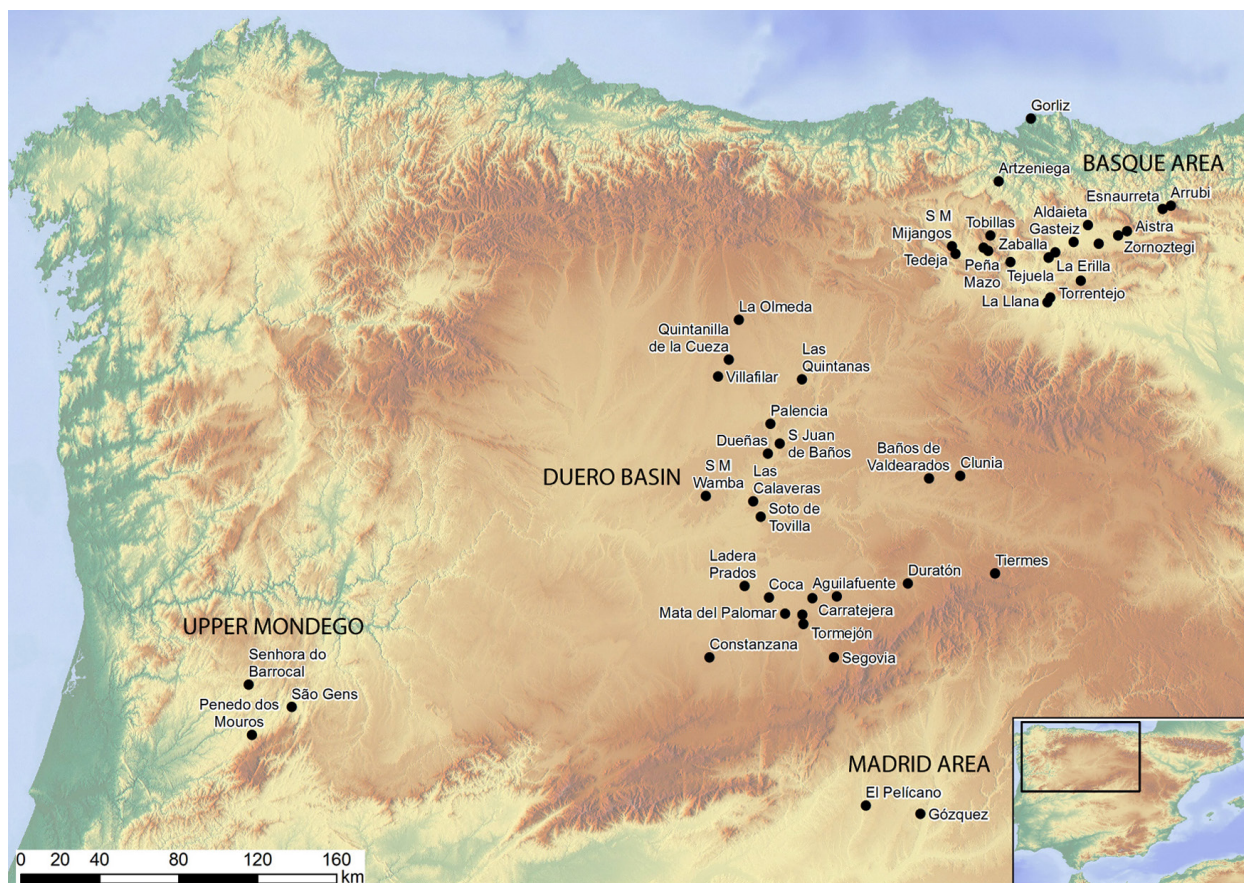 Gorliz
Artzeniega
BASQUE AREA
Esnaurreta
Arrubi
S M
Mijangos
Tobillas
Aldaieta
Gasteiz
Aistra
Zaballa
Zornoztegi
Tedeja
Peña
Mazo
Tejuela
La Erilla
La Llana
Torrentejo
La Olmeda
Quintanilla
de la Cueza
Las
Quintanas
Villafilar
Palencia
Dueñas
S Juan
de Baños
DUERO BASIN
S M
Wamba
Las
Calaveras
Baños de
Valdearados
Clunia
Soto de
Tovilla
Ladera
Prados
Coca
Aguilafuente
Duratón
Tiermes
Mata del Palomar
Carratejera
Tormejón
Constanzana
Segovia
UPPER MONDEGO
Senhora do
Barrocal
São Gens
Penedo dos
Mouros
MADRID AREA
El Pelícano
Gózquez
0 20 40 80 120 160
km